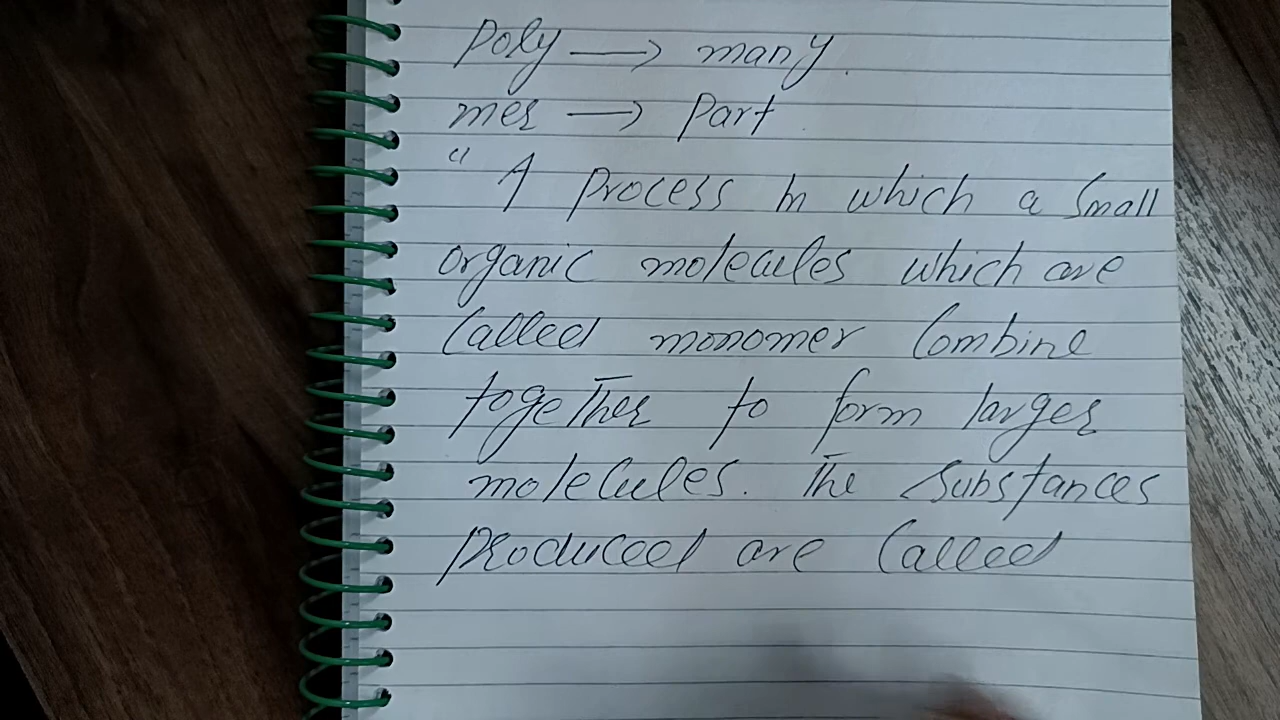 Poly → many.
mer → Part
" A Process In which a Small
organic molecules which are
Called monomer Combine
together to form larger
molecules. The Substances
Produced are Called